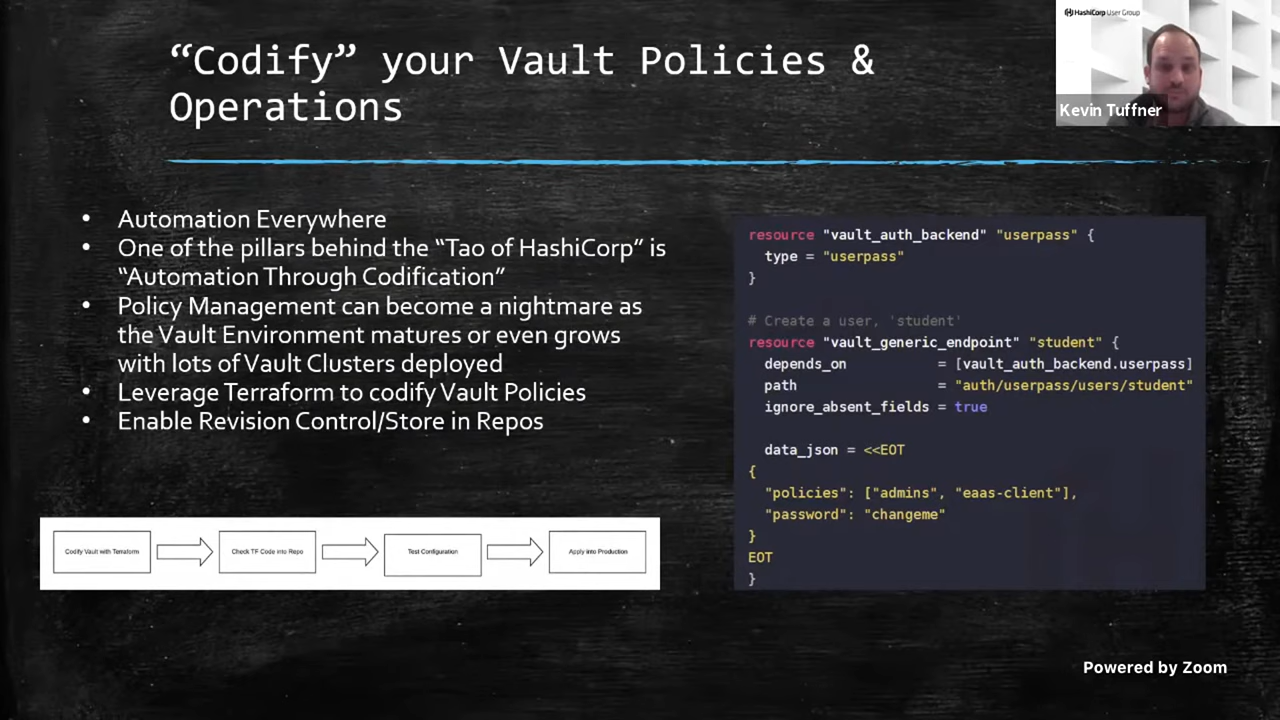 “Codify” your Vault Policies &
Operations
HashiCorp User Group
Kevin Tuffner
• Automation Everywhere
• One of the pillars behind the “Tao of HashiCorp” is
“Automation Through Codification”
• Policy Management can become a nightmare as
the Vault Environment matures or even grows
with lots of Vault Clusters deployed
• Leverage Terraform to codify Vault Policies
• Enable Revision Control/Store in Repos
resource "vault_auth_backend" "userpass" {
type = "userpass"
}
# Create a user, 'student'
resource "vault_generic_endpoint" "student" {
depends_on = [vault_auth_backend.userpass]
path = "auth/userpass/users/student"
ignore_absent_fields = true
data_json = <<EOT
{
"policies": ["admins", "eaas-client"],
"password": "changeme"
}
EOT
}
Codify Vault with Terraform
Check TF Code into Repo
Test Configuration
Apply into Production
Powered by Zoom